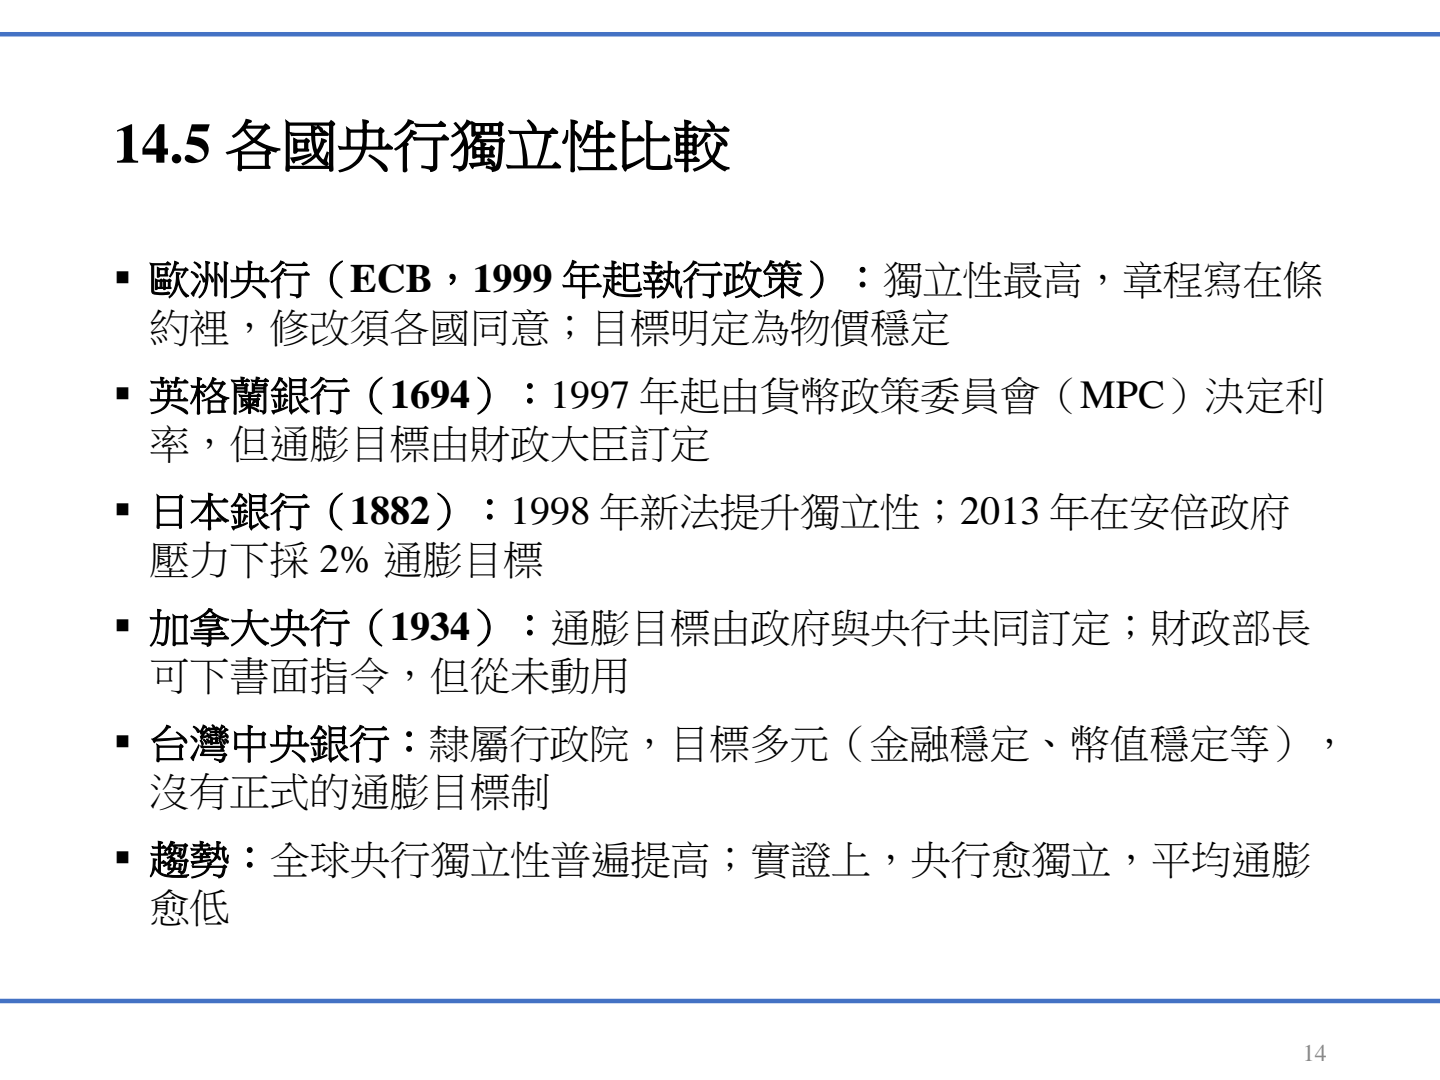 14.5 各國央行獨立性比較
▪ 歐洲央行（ECB，1999 年起執行政策）：獨立性最高，章程寫在條
約裡，修改須各國同意；目標明定為物價穩定
▪ 英格蘭銀行（1694）：1997 年起由貨幣政策委員會（MPC）決定利
率，但通膨目標由財政大臣訂定
▪ 日本銀行（1882）：1998 年新法提升獨立性；2013 年在安倍政府
壓力下採 2% 通膨目標
▪ 加拿大央行（1934）：通膨目標由政府與央行共同訂定；財政部長
可下書面指令，但從未動用
▪ 台灣中央銀行：隸屬行政院，目標多元（金融穩定、幣值穩定等），
沒有正式的通膨目標制
▪ 趨勢：全球央行獨立性普遍提高；實證上，央行愈獨立，平均通膨
愈低
14